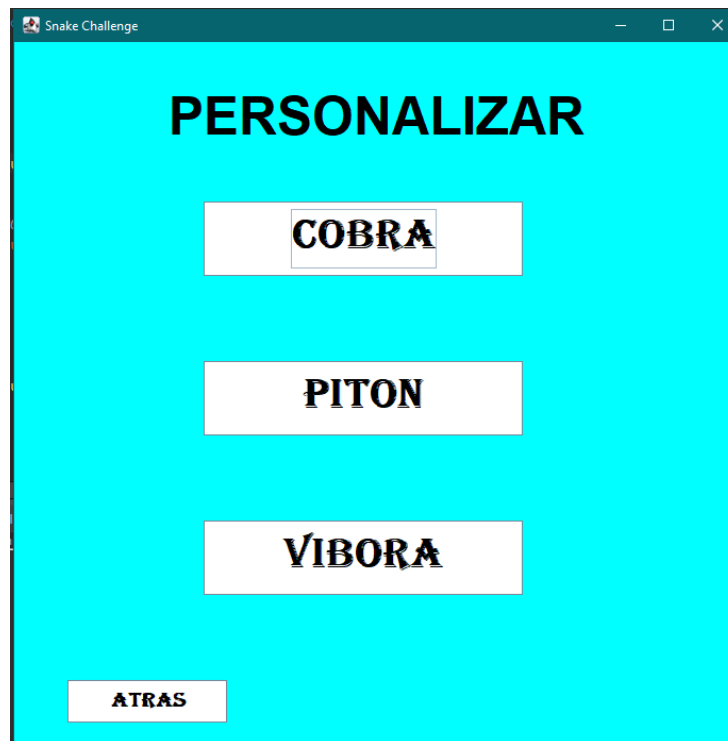 Snake Challenge
PERSONALIZAR
COBRA
PITON
VIBORA
ATRAS